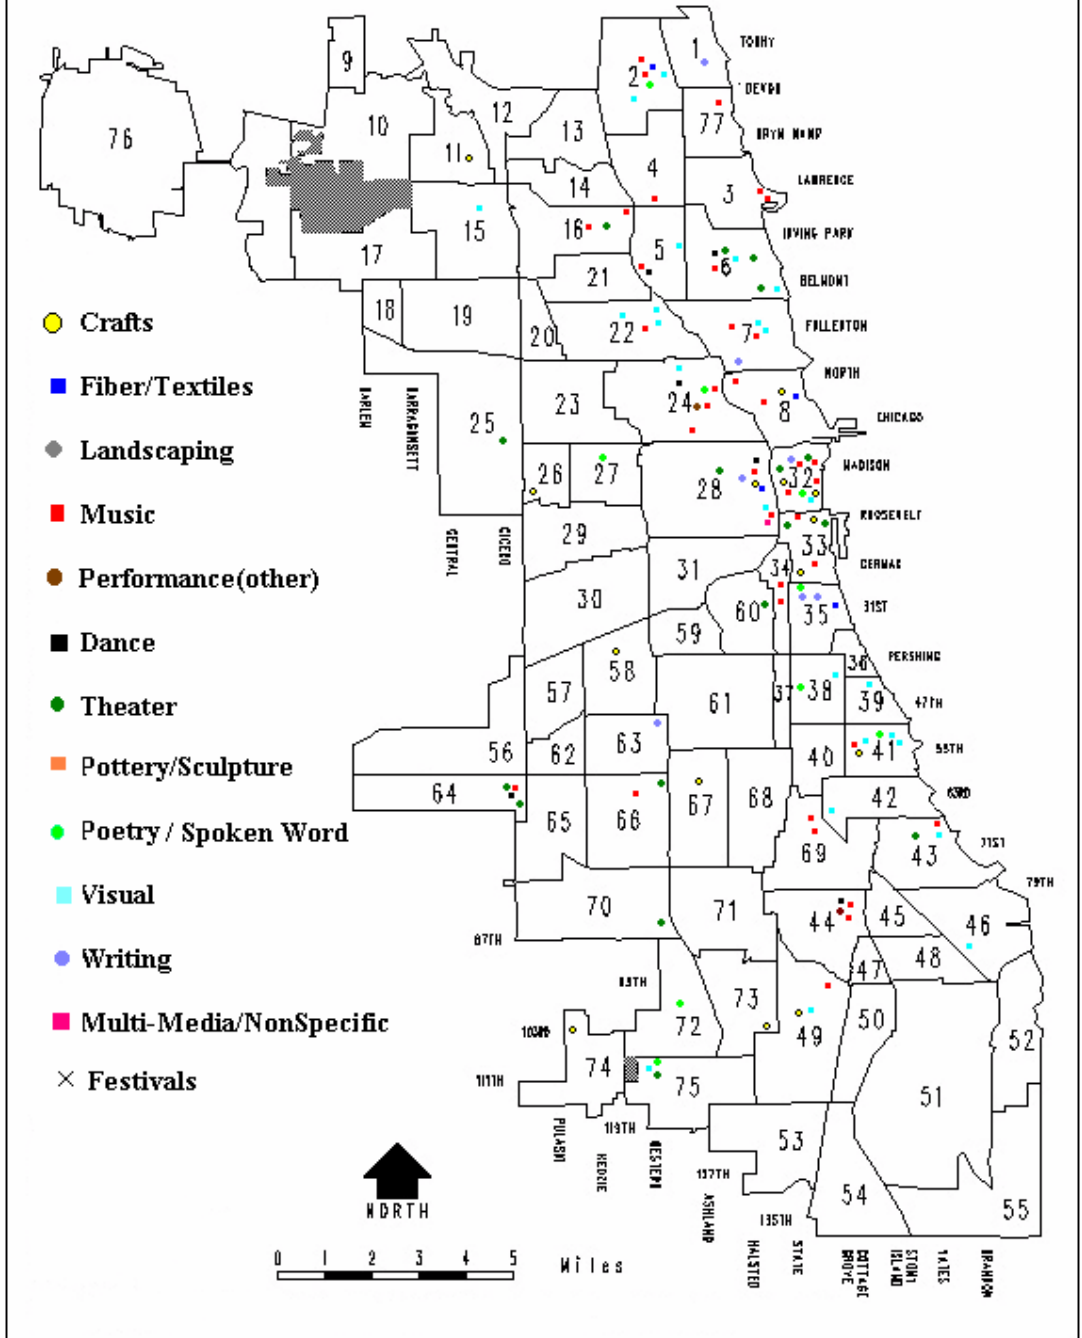 1
TOUHY
9
2
DEVON
76
10
12
13
77
BRYN MAWR
11
4
14
3
LAWRENCE
15
16
5
IRVING PARK
17
21
6
BELMONT
18
19
20
22
7
FULLERTON
Crafts
Fiber/Textiles
Landscaping
Music
Performance(other)
Dance
Theater
Pottery/Sculpture
Poetry / Spoken Word
Visual
Writing
Multi-Media/NonSpecific
Festivals
NORTH
HARLEM
NARRAGANSETT
23
24
8
CHICAGO
25
26
27
28
32
MADISON
CENTRAL
CICERO
29
ROOSEVELT
33
31
34
CERMAK
30
60
35
31ST
59
36
PERSHING
58
57
61
37
38
39
47TH
56
62
63
40
41
55TH
64
65
66
67
68
42
63RD
69
43
71ST
79TH
70
71
44
45
46
87TH
48
47
73
72
49
50
52
103RD
74
75
51
111TH
PULASKI
KEDZIE
119TH
WESTERN
53
127TH
ASHLAND
54
55
135TH
HALSTED
STATE
COTTAGE
GROVE
STONY
ISLAND
YATES
BRANDON
NORTH
0 1 2 3 4 5 Miles